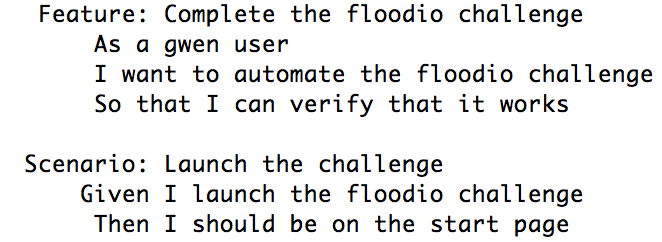 Feature: Complete the floodio challenge
As a gwen user
I want to automate the floodio challenge
So that I can verify that it works
Scenario: Launch the challenge
Given I launch the floodio challenge
Then I should be on the start page